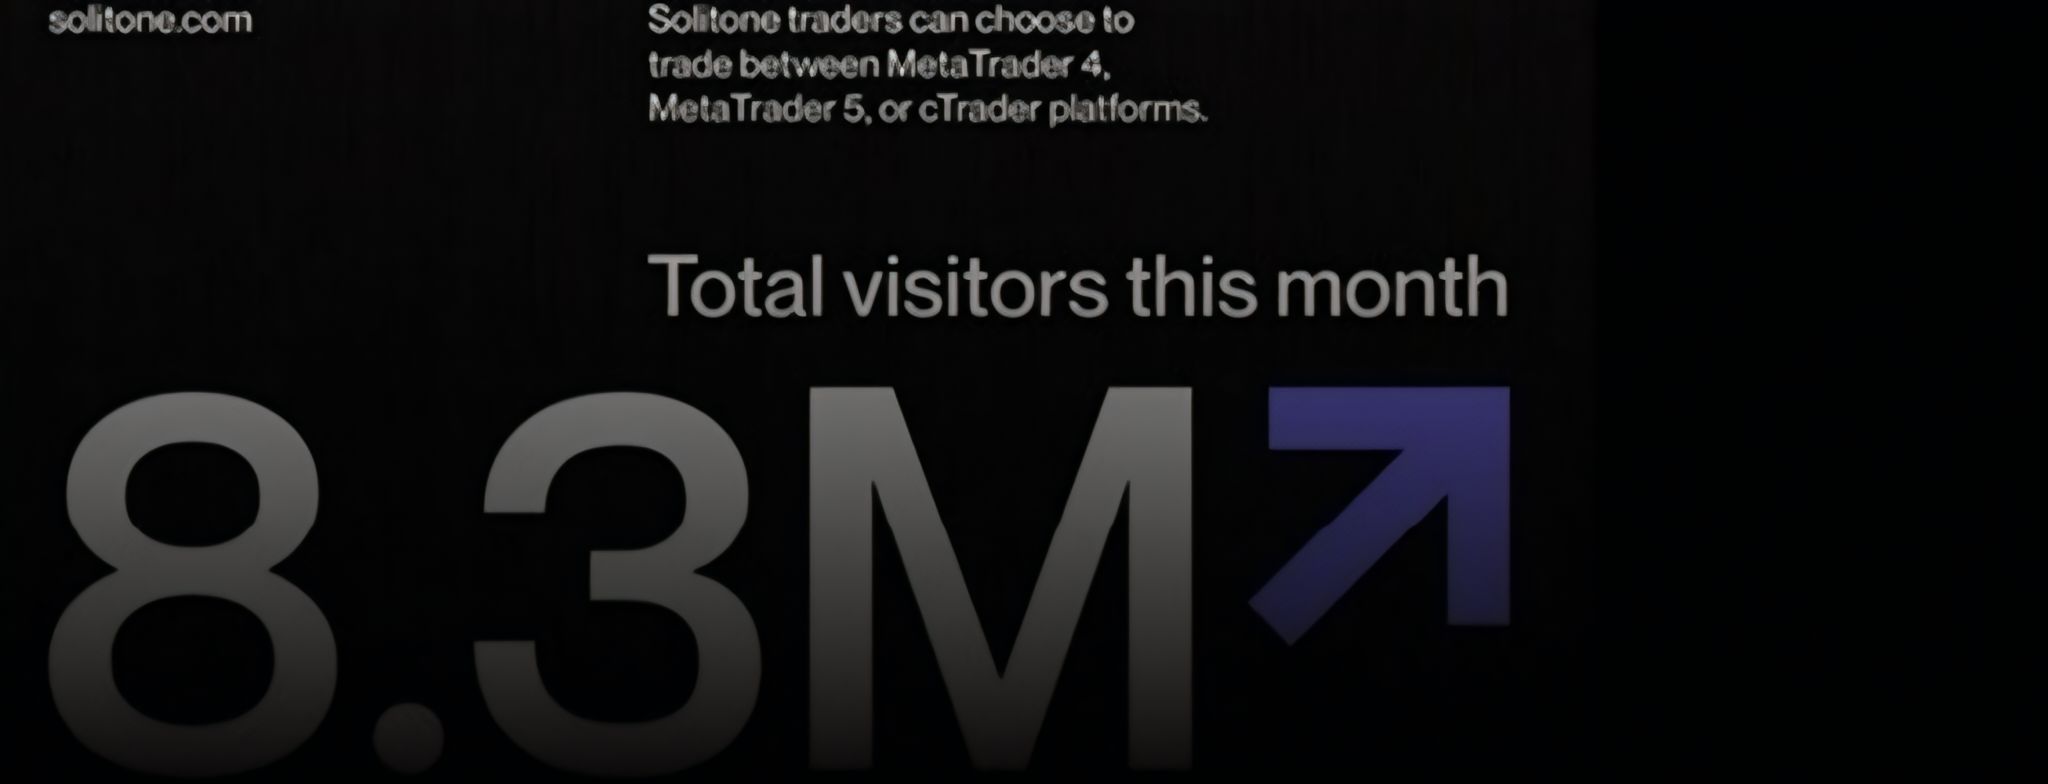 solitone.com
Solitone traders can choose to
trade between MetaTrader 4,
MetaTrader 5, or cTrader platforms.
Total visitors this month
8.3M